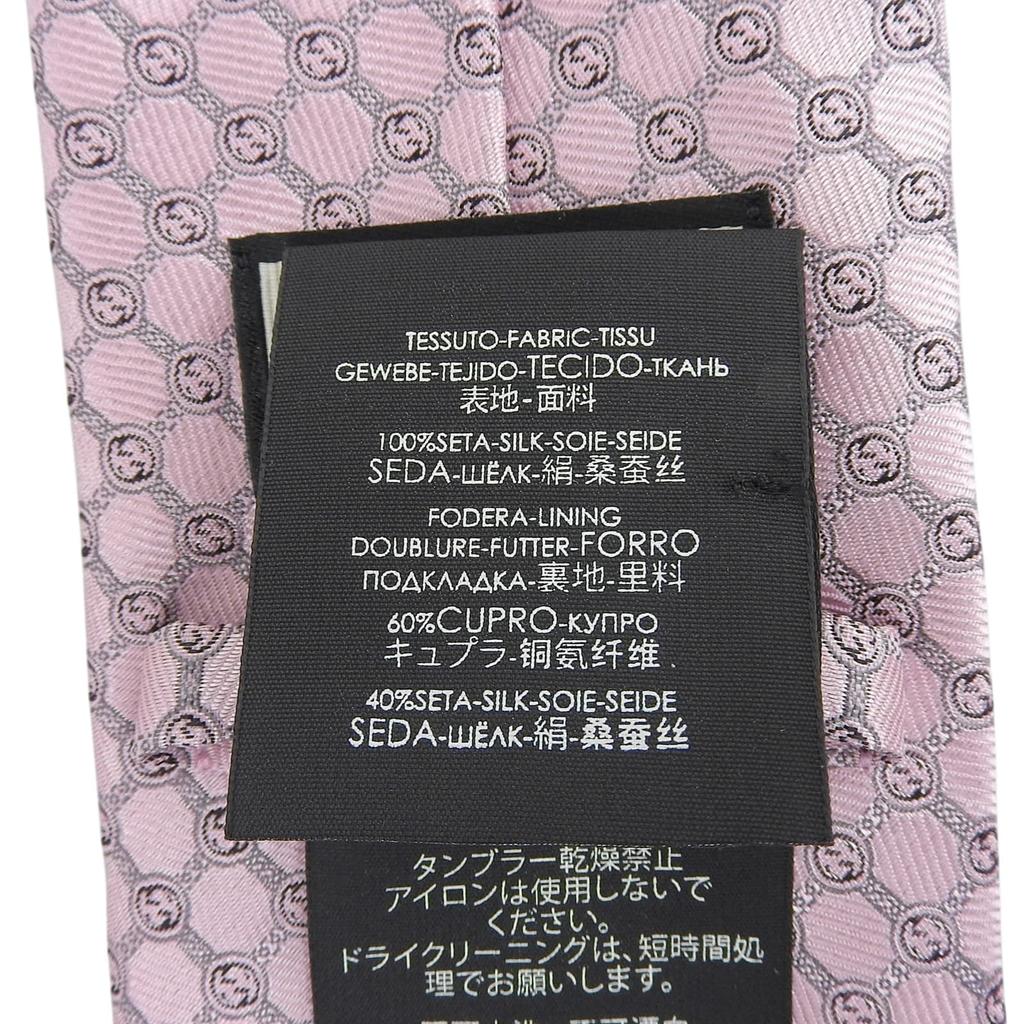 TESSUTO-FABRIC-TISSU
GEWEBE-TEJIDO-TECIDO-ТКАНЬ
表地-面料
100%SETA-SILK-SOIE-SEIDE
SEDA-ШЁЛК-絹-桑蚕丝
FODERA-LINING
DOUBLURE-FUTTER-FORRO
ПОДКЛАДКА-裏地-里料
60%CUPRO-КУПРО
キュプラ-铜氨纤维.
40%SETA-SILK-SOIE-SEIDE
SEDA-ШЁЛК-絹-桑蚕丝
タンブラー乾燥禁止
アイロンは使用しないで
ください。
ドライクリーニングは、短時間処
理でお願いします。